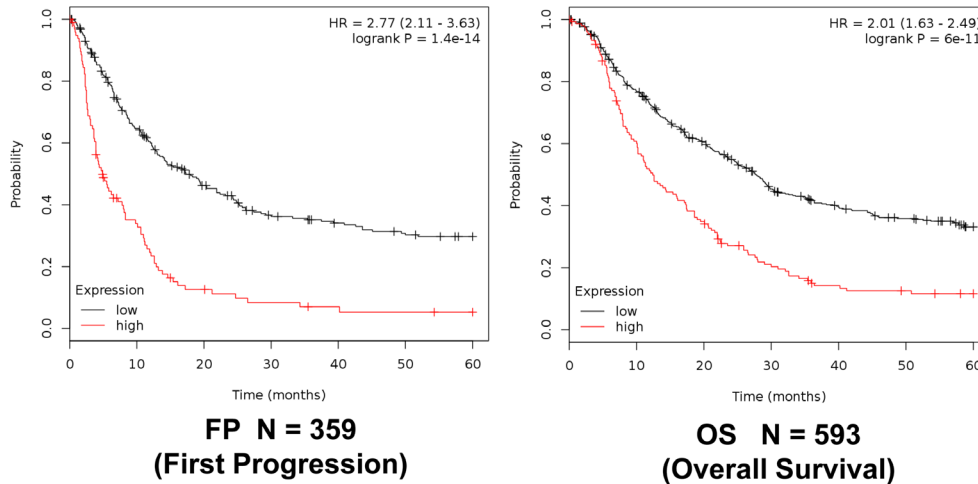 HR = 2.77 (2.11 - 3.63)
logrank P = 1.4e-14
Probability
1.0
0.8
0.6
0.4
0.2
0.0
Expression
low
high
0 10 20 30 40 50 60
Time (months)
FP N = 359
(First Progression)
HR = 2.01 (1.63 - 2.49)
logrank P = 6e-11
Probability
1.0
0.8
0.6
0.4
0.2
0.0
Expression
low
high
0 10 20 30 40 50 60
Time (months)
OS N = 593
(Overall Survival)